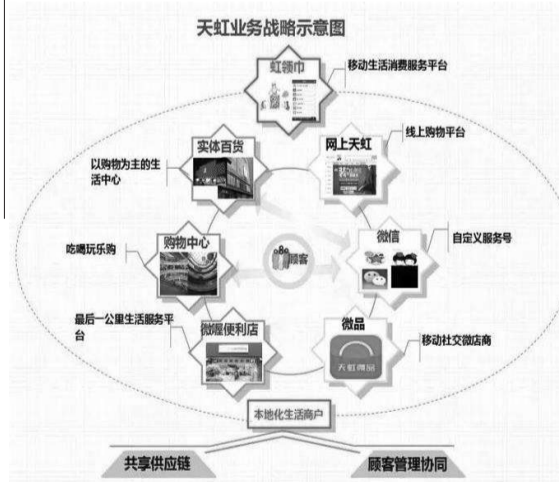 天虹业务战略示意图
虹领巾
移动生活消费服务平台
实体百货
网上天虹
线上购物平台
以购物为主的生
活中心
购物中心
微信
自定义服务号
吃喝玩乐购
顾客
最后一公里生活服务平
台
微喔便利店
微品
天虹微品
移动社交微店商
本地化生活商户
共享供应链
顾客管理协同